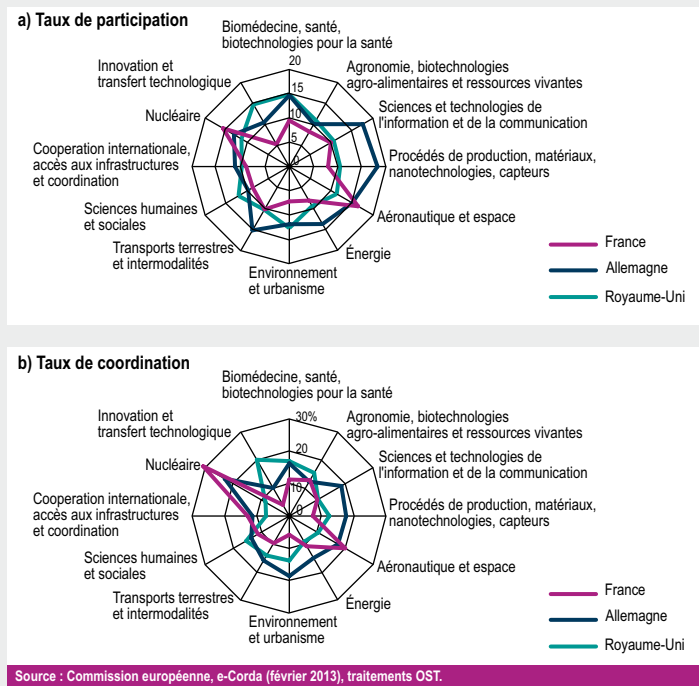 a) Taux de participation
Biomédecine, santé,
biotechnologies pour la santé
20
15
10
5
0
Agronomie, biotechnologies
agro-alimentaires et ressources vivantes
Sciences et technologies de
l'information et de la communication
Procédés de production, matériaux,
nanotechnologies, capteurs
Aéronautique et espace
Énergie
Environnement
et urbanisme
Transports terrestres
et intermodalités
Sciences humaines
et sociales
Cooperation internationale,
accès aux infrastructures
et coordination
Nucléaire
Innovation et
transfert technologique
France
Allemagne
Royaume-Uni
b) Taux de coordination
Biomédecine, santé,
biotechnologies pour la santé
30%
20
10
0
Agronomie, biotechnologies
agro-alimentaires et ressources vivantes
Sciences et technologies de
l'information et de la communication
Procédés de production, matériaux,
nanotechnologies, capteurs
Aéronautique et espace
Énergie
Environnement
et urbanisme
Transports terrestres
et intermodalités
Sciences humaines
et sociales
Cooperation internationale,
accès aux infrastructures
et coordination
Nucléaire
Innovation et
transfert technologique
France
Allemagne
Royaume-Uni
Source : Commission européenne, e-Corda (février 2013), traitements OST.